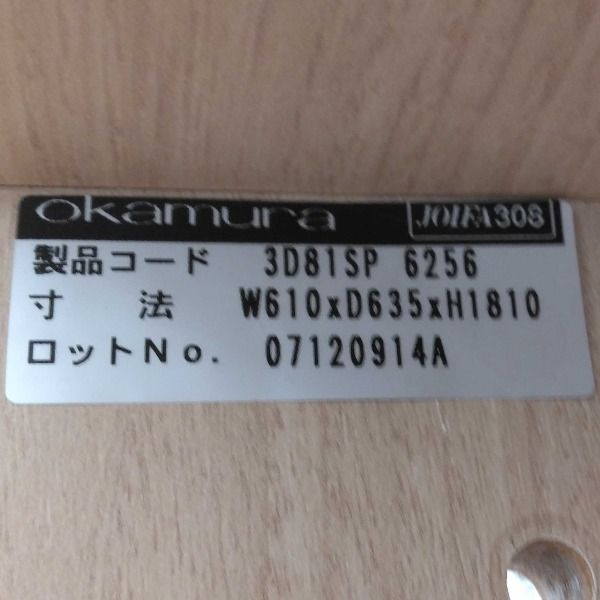 okamura JOIFA308
製品コード 3D81SP 6256
寸 法 W610xD635xH1810
ロットNo. 07120914A